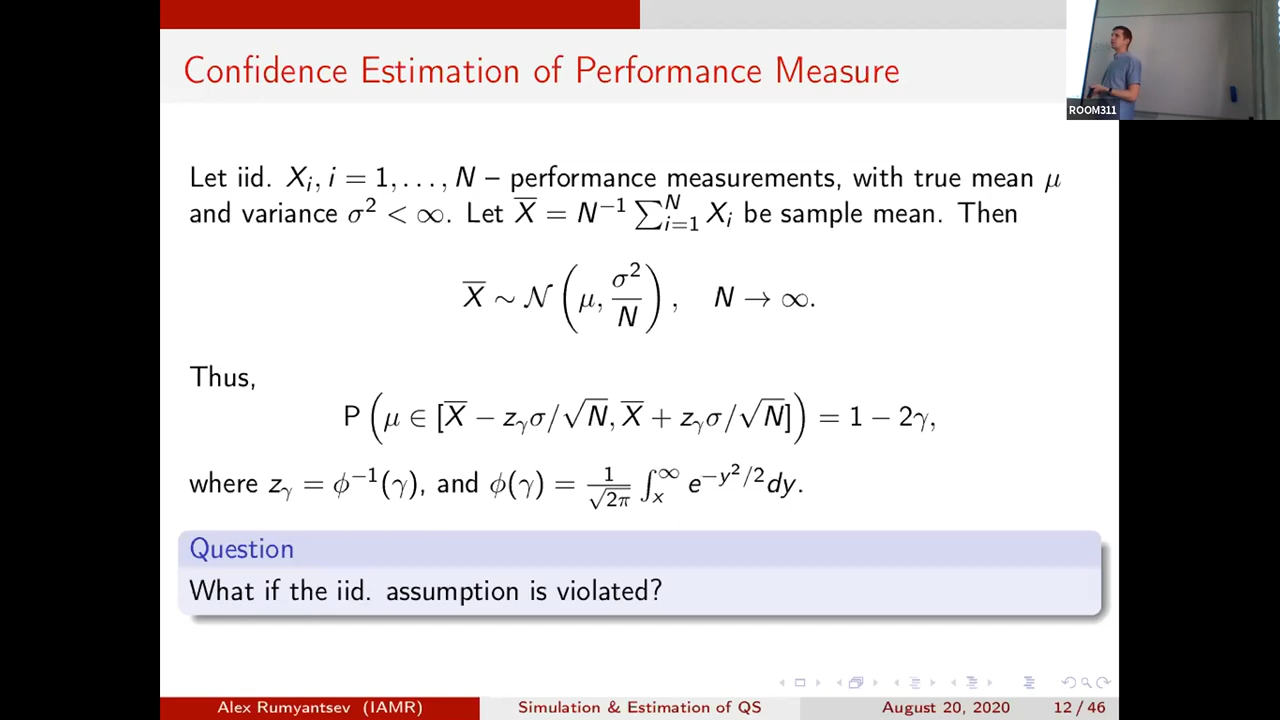 ROOM311
Confidence Estimation of Performance Measure
Let iid. X_i, i = 1, . . . , N – performance measurements, with true mean μ
and variance σ² < ∞. Let X̅ = N⁻¹ ∑_{i=1}^{N} X_i be sample mean. Then
X̅ ∼ 𝒩 (μ, σ²/N), N → ∞.
Thus,
P (μ ∈ [X̅ − z_γσ/√N, X̅ + z_γσ/√N]) = 1 − 2γ,
where z_γ = ϕ⁻¹(γ), and ϕ(γ) = 1/√2π ∫_x^∞ e^{−y²/2}dy.
Question
What if the iid. assumption is violated?
Alex Rumyantsev (IAMR) Simulation & Estimation of QS August 20, 2020 12 / 46